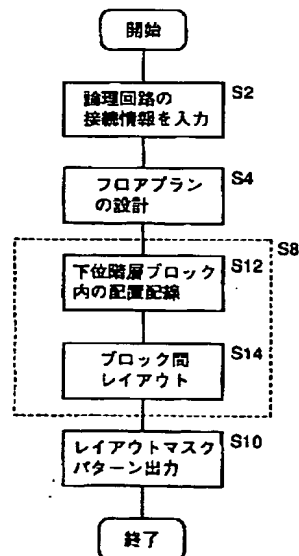 開始
論理回路の
接続情報を入力
S2
フロアプラン
の設計
S4
S8
下位階層ブロック
内の配置配線
S12
ブロック間
レイアウト
S14
レイアウトマスク
パターン出力
S10
終了